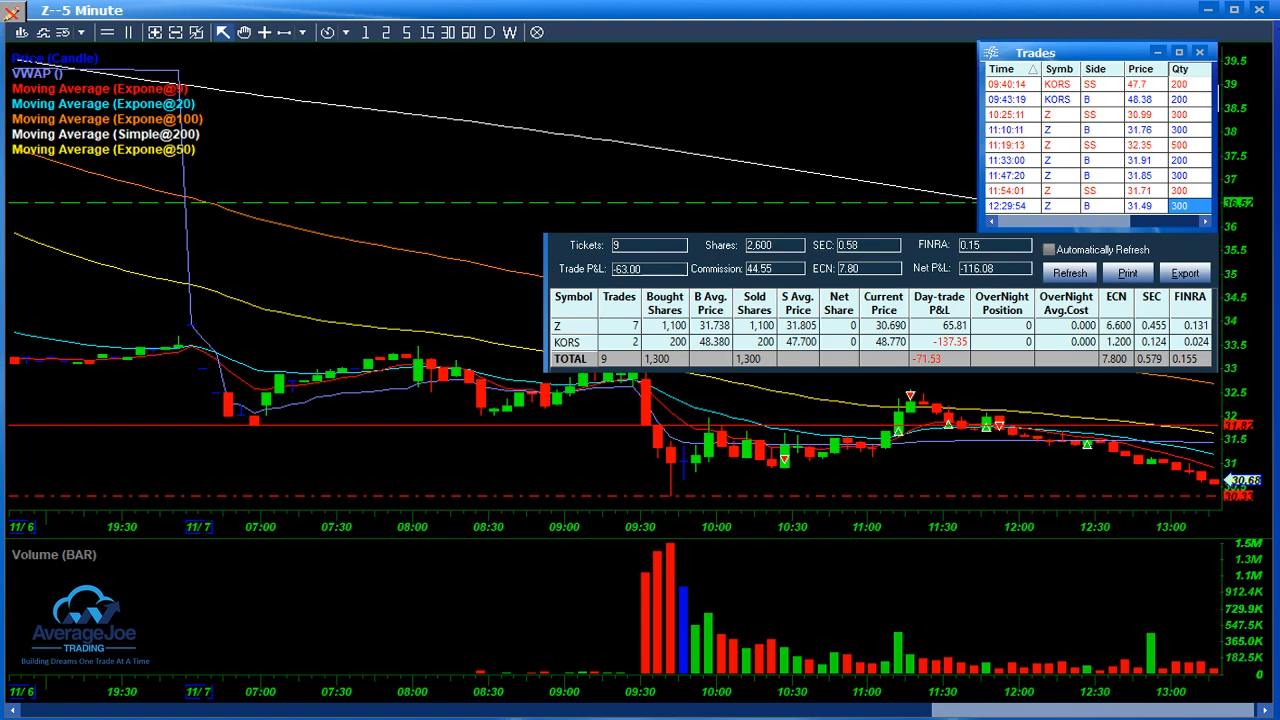 Z--5 Minute
1 2 5 15 30 60 D W
Price (Candle)
VWAP ()
Moving Average (Expone@9)
Moving Average (Expone@20)
Moving Average (Expone@100)
Moving Average (Simple@200)
Moving Average (Expone@50)
Trades
Time Symb Side Price Qty
09:40:14 KORS SS 47.7 200
09:43:19 KORS B 48.38 200
10:25:11 Z SS 30.99 300
11:10:11 Z B 31.76 300
11:19:13 Z SS 32.35 500
11:33:00 Z B 31.91 200
11:47:20 Z B 31.85 300
11:54:01 Z SS 31.71 300
12:29:54 Z B 31.49 300
Tickets: 9 Shares: 2,600 SEC: 0.58 FINRA: 0.15 Automatically Refresh
Trade P&L: -63.00 Commission: 44.55 ECN: 7.80 Net P&L: -116.08 Refresh Print Export
Symbol Trades Bought Shares B Avg. Price Sold Shares S Avg. Price Net Share Current Price Day-trade P&L OverNight Position OverNight Avg.Cost ECN SEC FINRA
Z 7 1,100 31.738 1,100 31.805 0 30.690 65.81 0 0.000 6.600 0.455 0.131
KORS 2 200 48.380 200 47.700 0 48.770 -137.35 0 0.000 1.200 0.124 0.024
TOTAL 9 1,300 1,300 -71.53 7.800 0.579 0.155
39.5
39
38.5
38
37.5
37
36.62
36
35.5
35
34.5
34
33.5
33
32.5
32
31.82
31.5
31
30.68
30.33
11/ 6 19:30 11/ 7 07:00 07:30 08:00 08:30 09:00 09:30 10:00 10:30 11:00 11:30 12:00 12:30 13:00
Volume (BAR)
1.5M
1.3M
1.1M
912.4K
729.9K
547.5K
365.0K
182.5K
0
AverageJoe
TRADING
Building Dreams One Trade At A Time
11/ 6 19:30 11/ 7 07:00 07:30 08:00 08:30 09:00 09:30 10:00 10:30 11:00 11:30 12:00 12:30 13:00